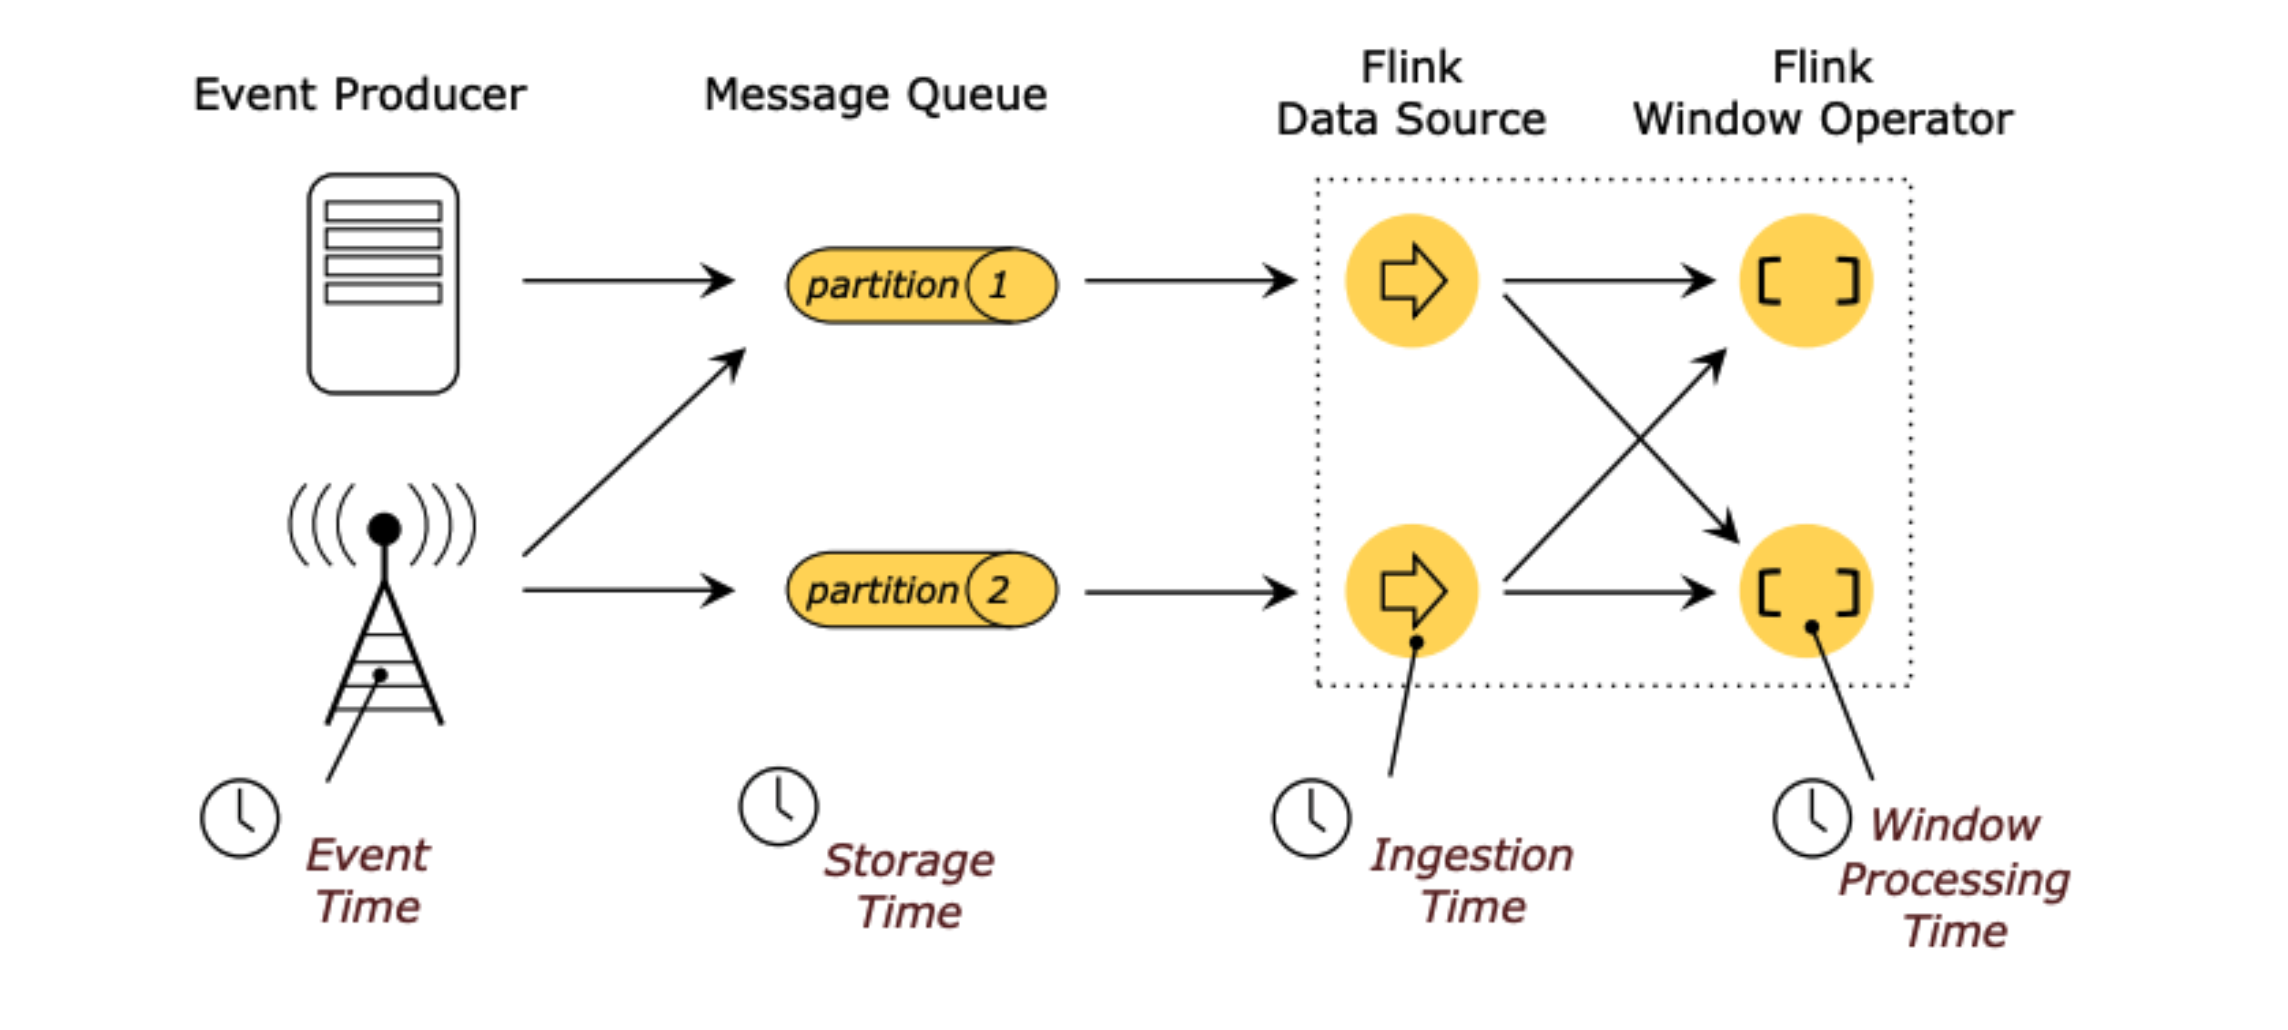 Event Producer
Message Queue
Flink
Data Source
Flink
Window Operator
partition 1
[ ]
partition 2
[ ]
Event
Time
Storage
Time
Ingestion
Time
Window
Processing
Time